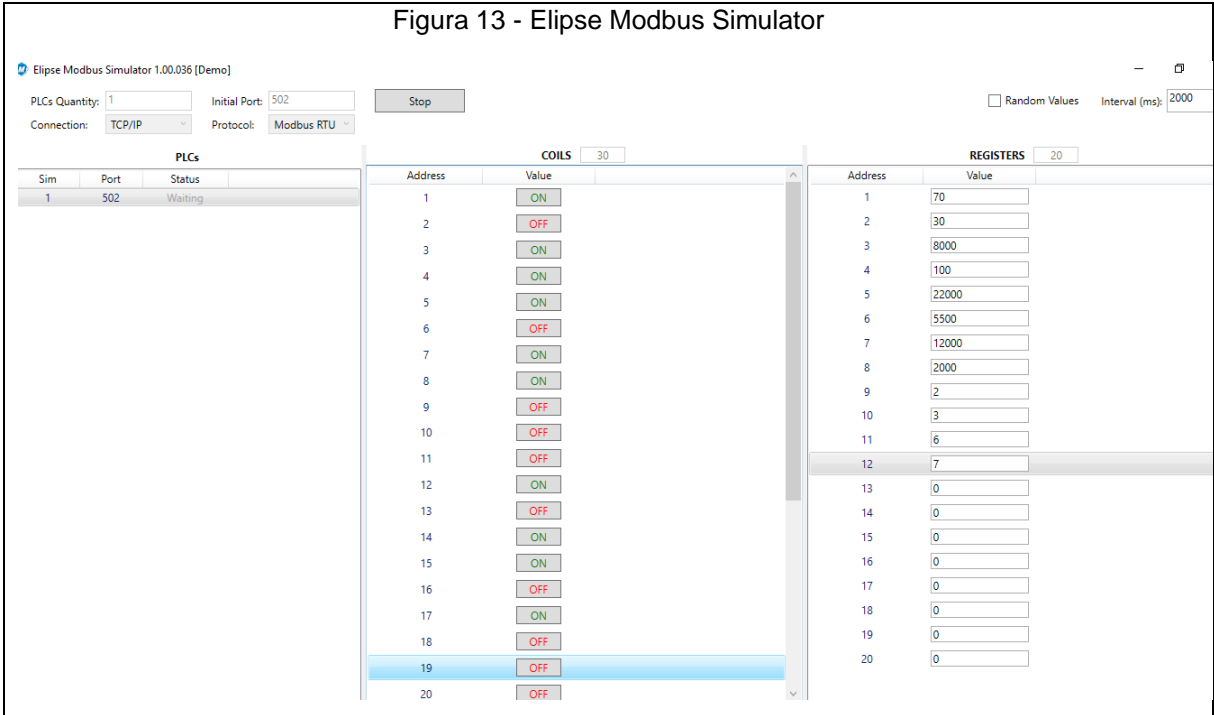 Figura 13 - Elipse Modbus Simulator
Elipse Modbus Simulator 1.00.036 [Demo]
PLCs Quantity: 1 Initial Port: 502 Stop Random Values Interval (ms): 2000
Connection: TCP/IP Protocol: Modbus RTU
PLCs
Sim Port Status
1 502 Waiting
COILS 30
Address Value
1 ON
2 OFF
3 ON
4 ON
5 ON
6 OFF
7 ON
8 ON
9 OFF
10 OFF
11 OFF
12 ON
13 OFF
14 ON
15 ON
16 OFF
17 ON
18 OFF
19 OFF
20 OFF
REGISTERS 20
Address Value
1 70
2 30
3 8000
4 100
5 22000
6 5500
7 12000
8 2000
9 2
10 3
11 6
12 7
13 0
14 0
15 0
16 0
17 0
18 0
19 0
20 0